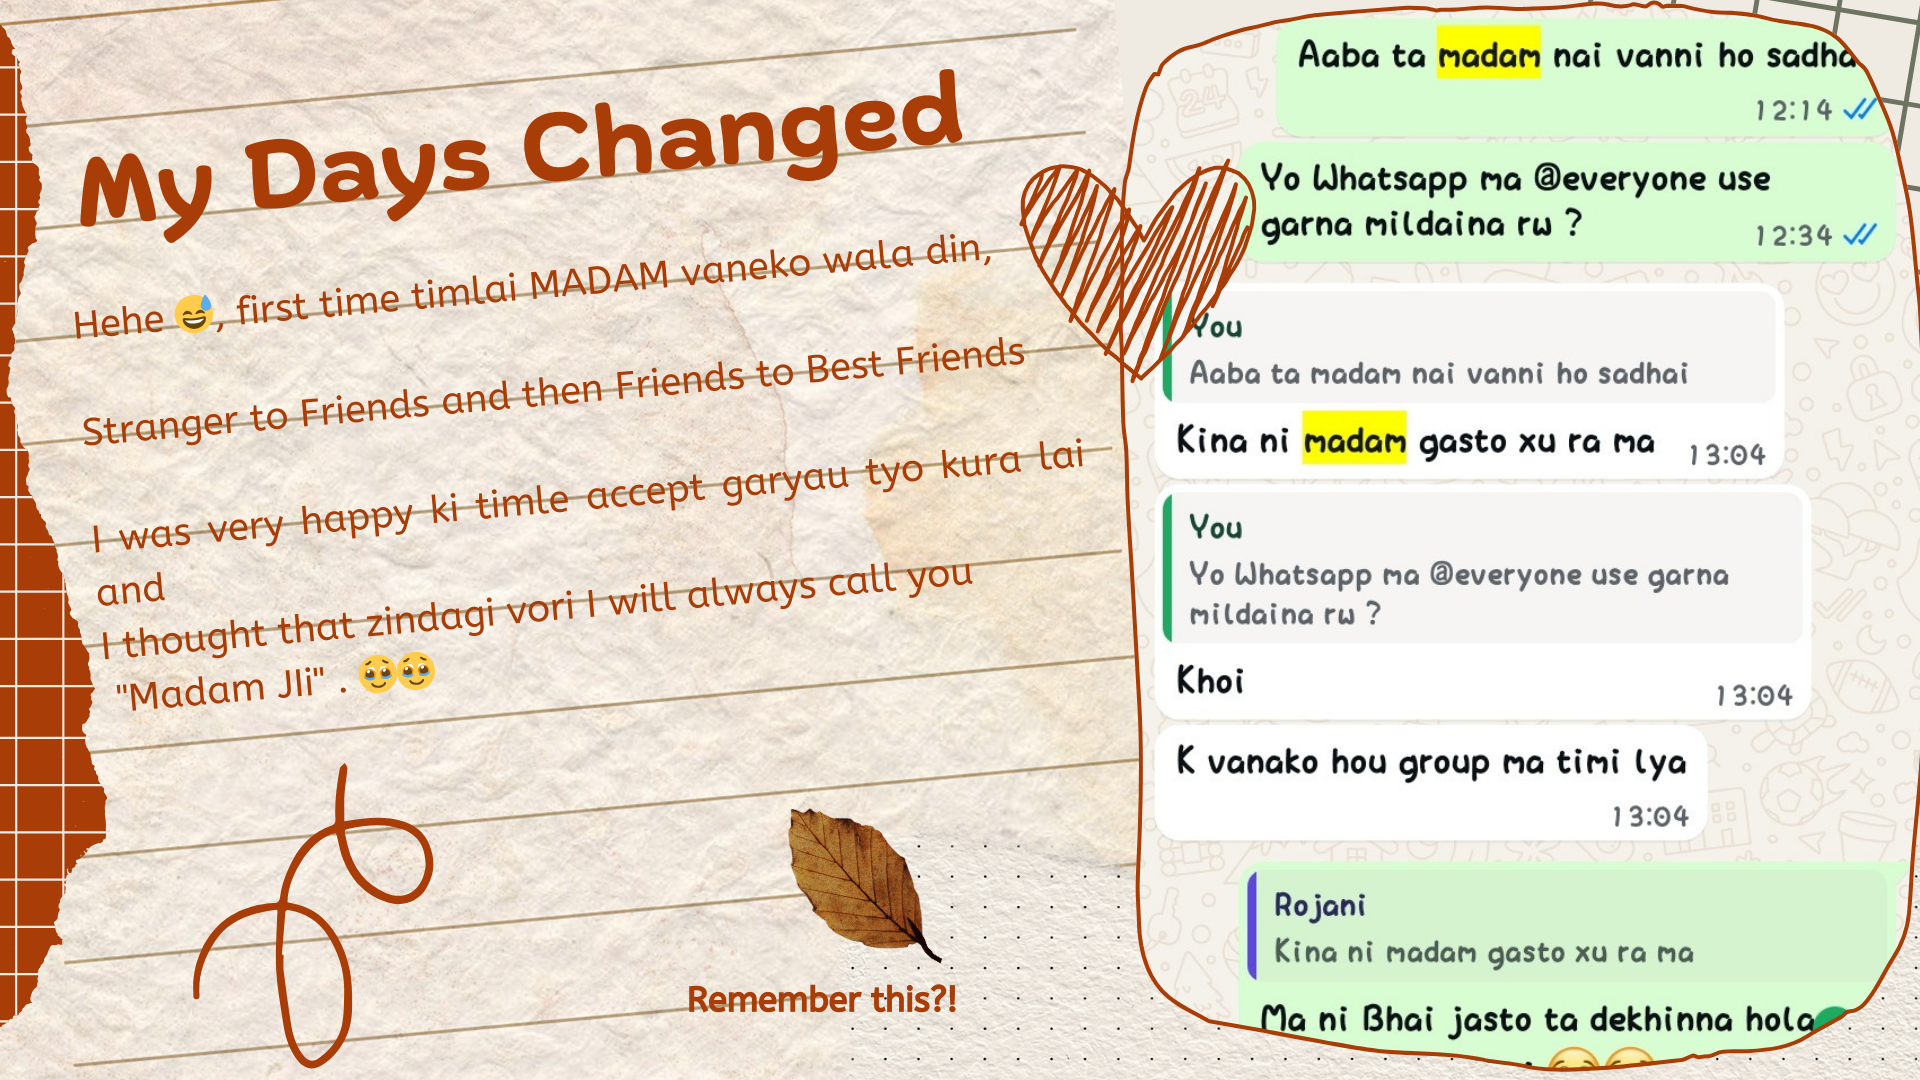 My Days Changed
Hehe 😅, first time timlai MADAM vaneko wala din,
Stranger to Friends and then Friends to Best Friends
I was very happy ki timle accept garyau tyo kura lai
and
I thought that zindagi vori I will always call you
"Madam JIi" . 🥹🥹
Remember this?!
Aaba ta madam nai vanni ho sadha
12:14
Yo Whatsapp ma @everyone use
garna mildaina rw ?
12:34
You
Aaba ta madam nai vanni ho sadhai
Kina ni madam gasto xu ra ma
13:04
You
Yo Whatsapp ma @everyone use garna
mildaina rw ?
Khoi
13:04
K vanako hou group ma timi lya
13:04
Rojani
Kina ni madam gasto xu ra ma
Ma ni Bhai jasto ta dekhinna hola